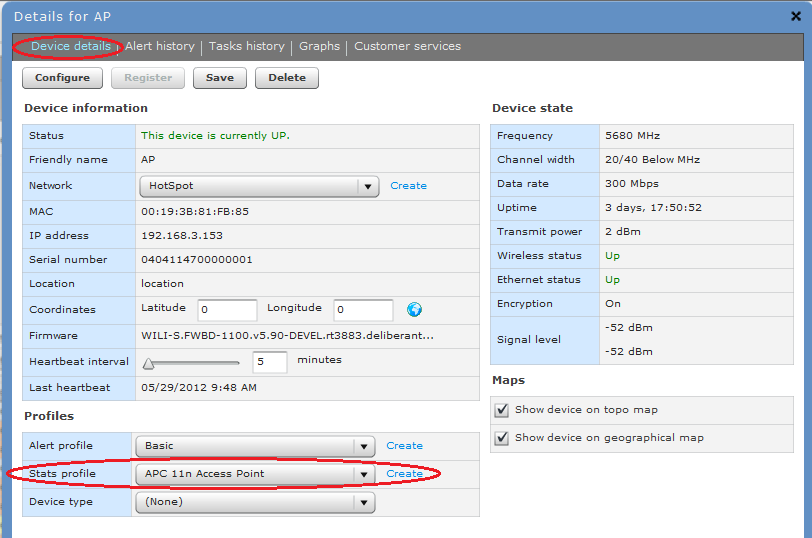 Details for AP
Device details | Alert history | Tasks history | Graphs | Customer services
Configure Register Save Delete
Device information
Status This device is currently UP.
Friendly name AP
Network HotSpot Create
MAC 00:19:3B:81:FB:85
IP address 192.168.3.153
Serial number 0404114700000001
Location location
Coordinates Latitude 0 Longitude 0
Firmware WILI-S.FWBD-1100.v5.90-DEVEL.rt3883.deliberant...
Heartbeat interval 5 minutes
Last heartbeat 05/29/2012 9:48 AM
Profiles
Alert profile Basic Create
Stats profile APC 11n Access Point Create
Device type (None)
Device state
Frequency 5680 MHz
Channel width 20/40 Below MHz
Data rate 300 Mbps
Uptime 3 days, 17:50:52
Transmit power 2 dBm
Wireless status Up
Ethernet status Up
Encryption On
Signal level -52 dBm
-52 dBm
Maps
Show device on topo map
Show device on geographical map